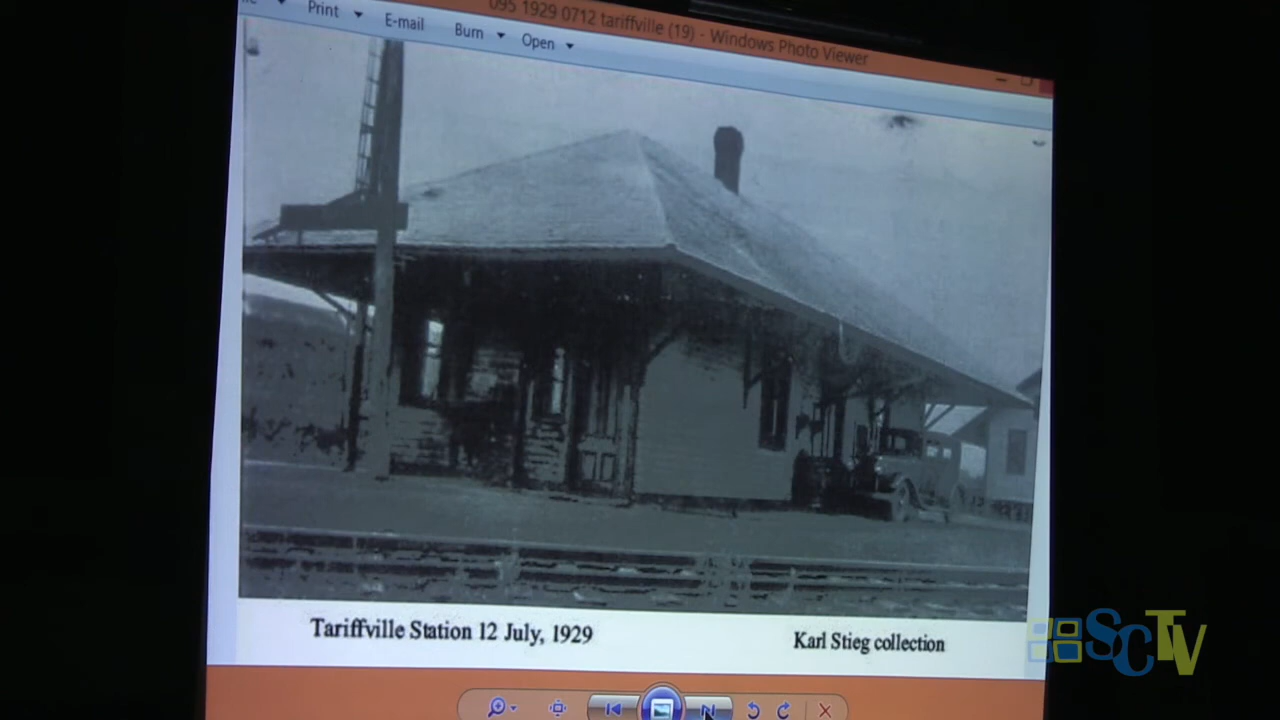 095 1929 0712 tariffville (19) - Windows Photo Viewer
Print E-mail Burn Open
Tariffville Station 12 July, 1929
Karl Stieg collection
SCTV